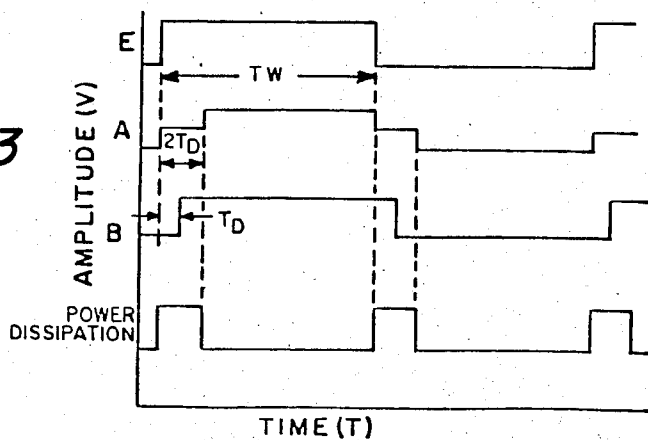 E
TW
3
A
2TD
AMPLITUDE (V)
TD
B
POWER
DISSIPATION
TIME (T)